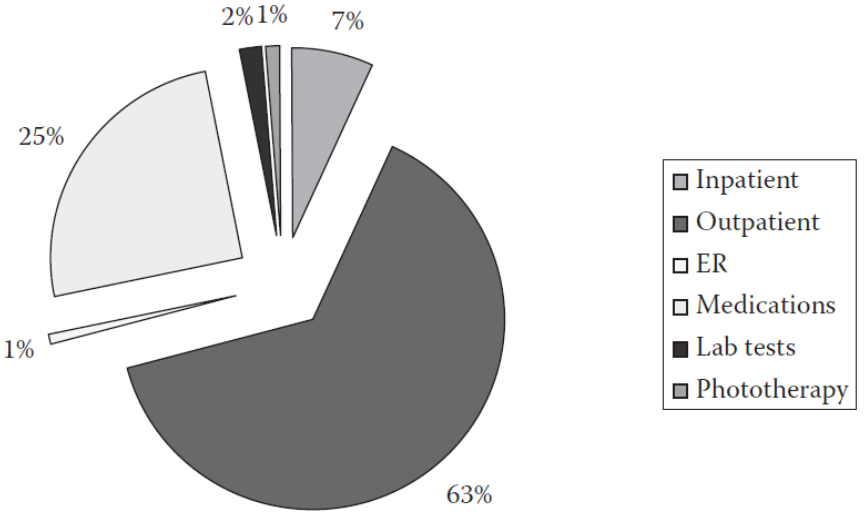 2% 1%
7%
25%
1%
63%
Inpatient
Outpatient
ER
Medications
Lab tests
Phototherapy